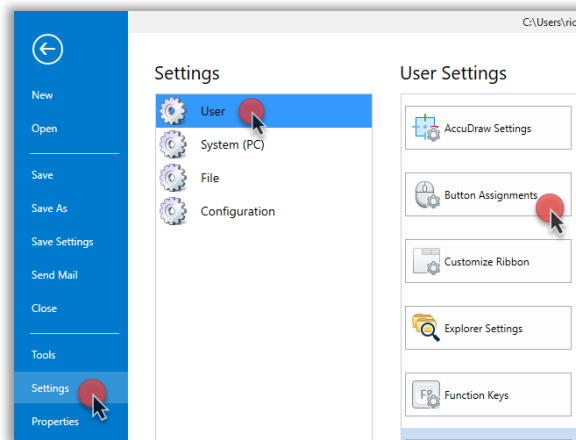 C:\Users\ric
New
Open
Save
Save As
Save Settings
Send Mail
Close
Tools
Settings
Properties
Settings
User
System (PC)
File
Configuration
User Settings
AccuDraw Settings
Button Assignments
Customize Ribbon
Explorer Settings
Function Keys